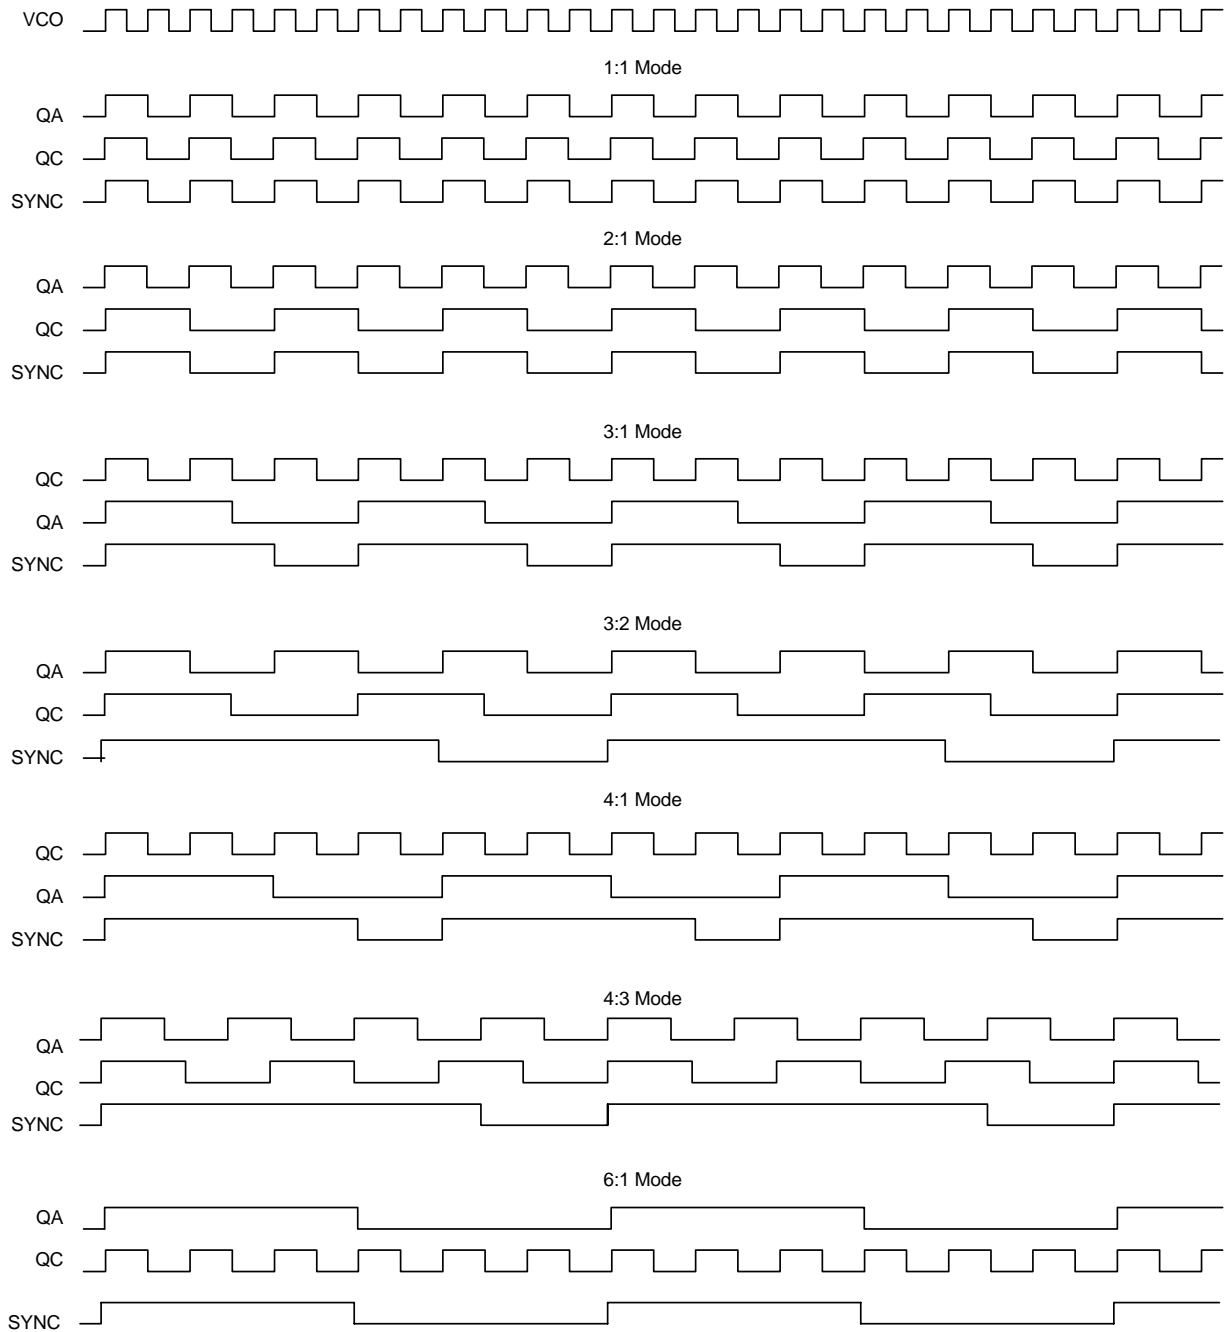 VCO
1:1 Mode
QA
QC
SYNC
2:1 Mode
QA
QC
SYNC
3:1 Mode
QC
QA
SYNC
3:2 Mode
QA
QC
SYNC
4:1 Mode
QC
QA
SYNC
4:3 Mode
QA
QC
SYNC
6:1 Mode
QA
QC
SYNC